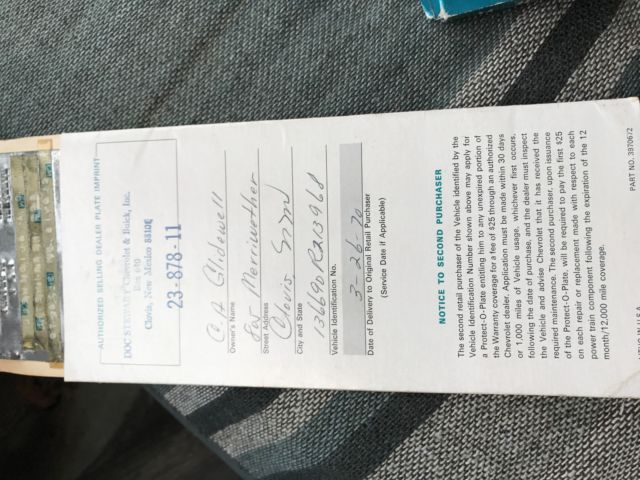 AUTHORIZED SELLING DEALER PLATE IMPRINT
DOC STEWART Chevrolet & Buick, Inc.
Box 690
Clovis, New Mexico 88101
23-878-11
C A Glidewell
Owner's Name
805 Merriwether
Street Address
Clovis
City and State
136690R213968
Vehicle Identification No.
3-26-70
Date of Delivery to Original Retail Purchaser
(Service Date if Applicable)
NOTICE TO SECOND PURCHASER
The second retail purchaser of the Vehicle identified by the
Vehicle Identification Number shown above may apply for
a Protect-O-Plate entitling him to any unexpired portion of
the Warranty coverage for a fee of $25 through an authorized
Chevrolet dealer. Application must be made within 30 days
or 1,000 miles of Vehicle usage, whichever first occurs,
following the date of purchase, and the dealer must inspect
the Vehicle and advise Chevrolet that it has received the
required maintenance. The second purchaser, upon issuance
of the Protect-O-Plate, will be required to pay the first $25
on each repair or replacement made with respect to each
power train component following the expiration of the 12
month/12,000 mile coverage.
PART NO. 3970672